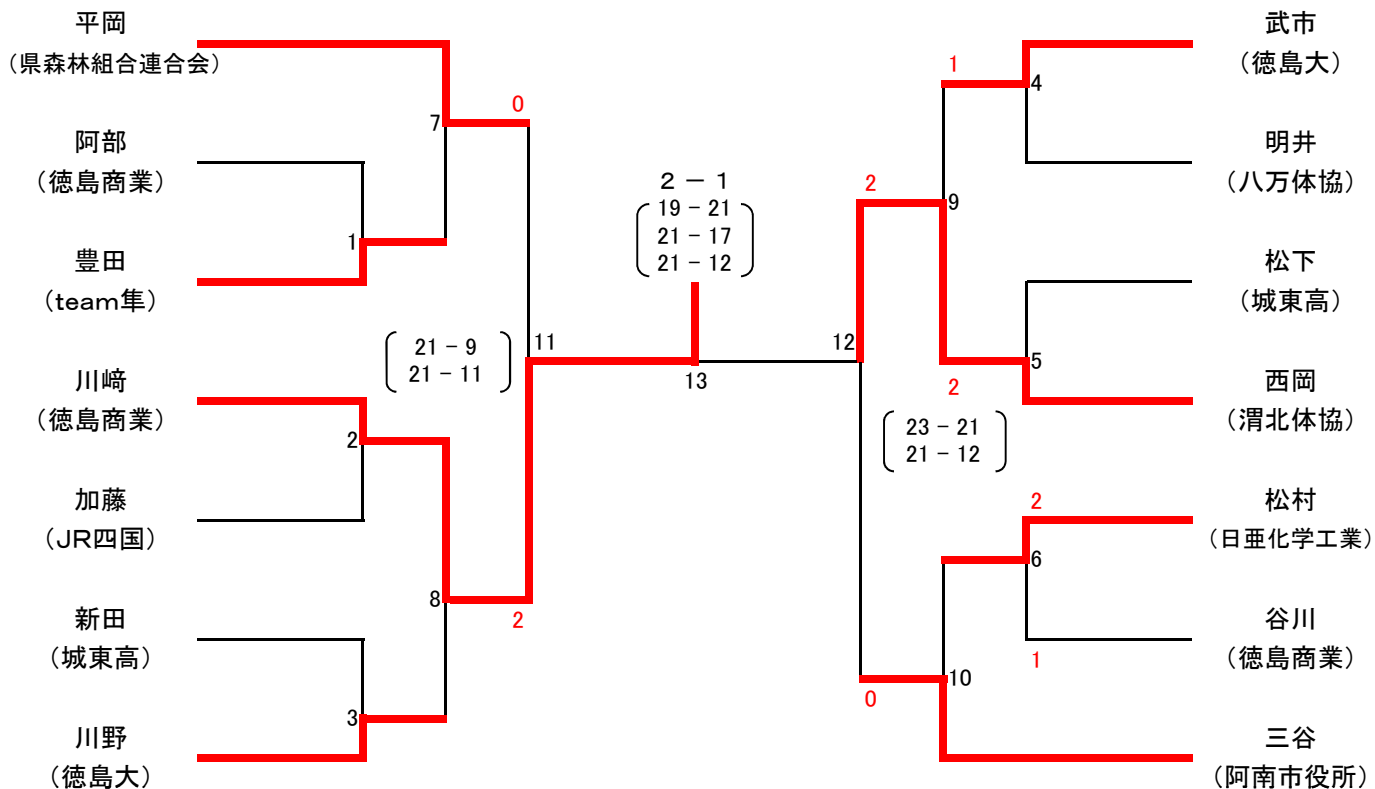 平岡
（県森林組合連合会）
阿部
（徳島商業）
豊田
（team隼）
川﨑
（徳島商業）
加藤
（JR四国）
新田
（城東高）
川野
（徳島大）
7
0
1
2
8
2
3
21 － 9
21 － 11
11
２ － １
19 － 21
21 － 17
21 － 12
13
12
2
1
4
9
2
5
23 － 21
21 － 12
2
6
1
10
0
武市
（徳島大）
明井
（八万体協）
松下
（城東高）
西岡
（渭北体協）
松村
（日亜化学工業）
谷川
（徳島商業）
三谷
（阿南市役所）